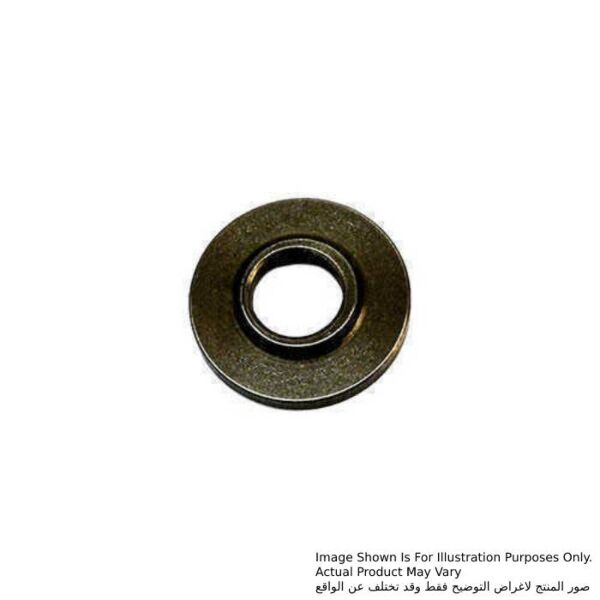 Image Shown Is For Illustration Purposes Only.
Actual Product May Vary
صور المنتج لاغراض التوضيح فقط وقد تختلف عن الواقع